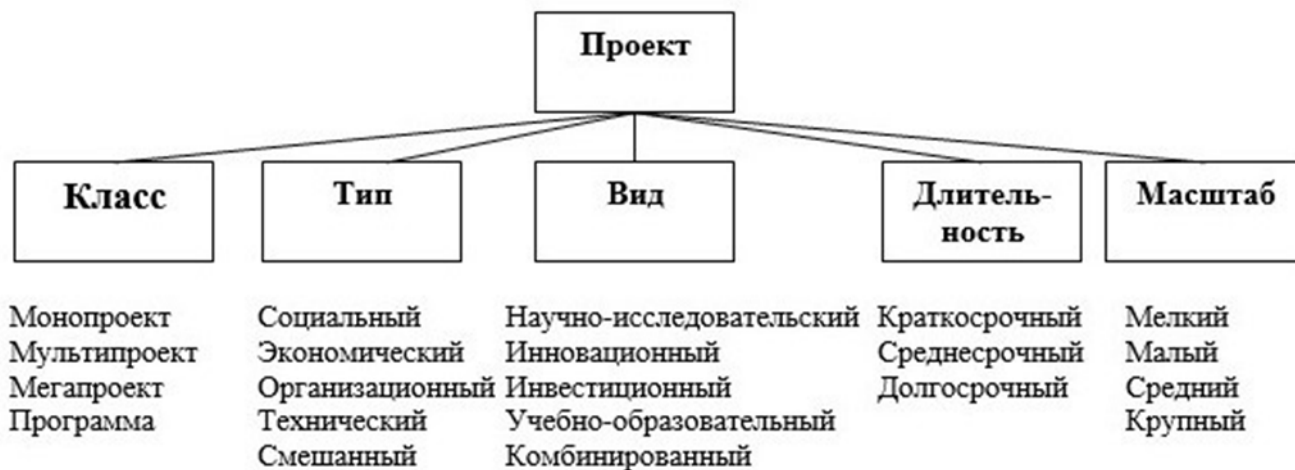 Проект
Класс
Тип
Вид
Длитель-
ность
Масштаб
Монопроект
Мультипроект
Мегапроект
Программа
Социальный
Экономический
Организационный
Технический
Смешанный
Научно-исследовательский
Инновационный
Инвестиционный
Учебно-образовательный
Комбинированный
Краткосрочный
Среднесрочный
Долгосрочный
Мелкий
Малый
Средний
Крупный